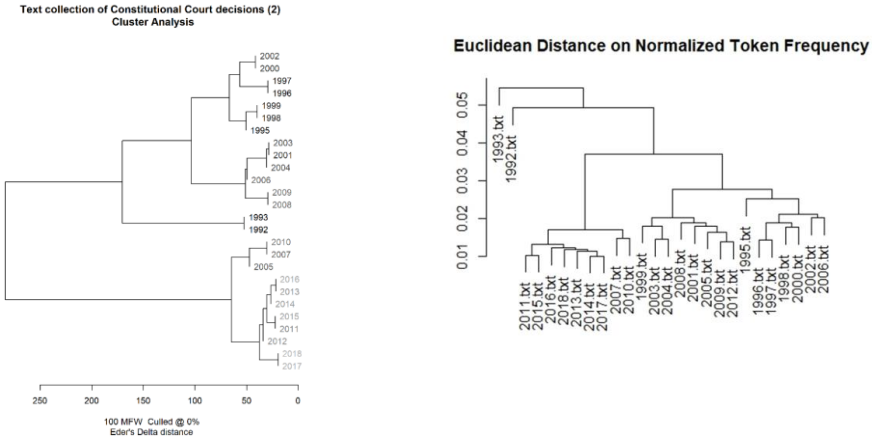 Text collection of Constitutional Court decisions (2)
Cluster Analysis
2002
2000
1997
1996
1999
1998
1995
2003
2001
2004
2006
2009
2008
1993
1992
2010
2007
2005
2016
2013
2014
2015
2011
2012
2018
2017
250 200 150 100 50 0
100 MFW Culled @ 0%
Eder's Delta distance
Euclidean Distance on Normalized Token Frequency
0.05
0.04
0.03
0.02
0.01
1993.txt
1992.txt
2011.txt
2015.txt
2016.txt
2018.txt
2013.txt
2014.txt
2017.txt
2007.txt
2010.txt
1999.txt
2003.txt
2004.txt
2008.txt
2001.txt
2005.txt
2009.txt
2012.txt
1995.txt
1996.txt
1997.txt
1998.txt
2000.txt
2002.txt
2006.txt